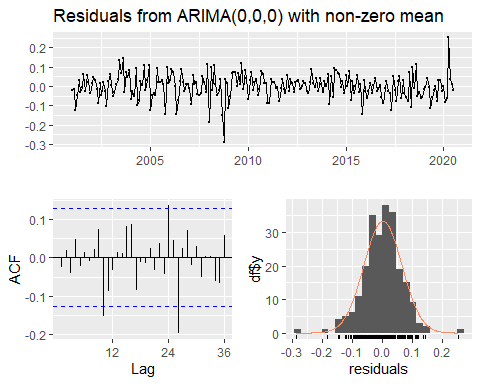 Residuals from ARIMA(0,0,0) with non-zero mean
0.2
0.1
0.0
-0.1
-0.2
-0.3
2005 2010 2015 2020
0.1
0.0
-0.1
-0.2
ACF
12 24 36
Lag
30
20
10
0
df$y
-0.3 -0.2 -0.1 0.0 0.1 0.2
residuals